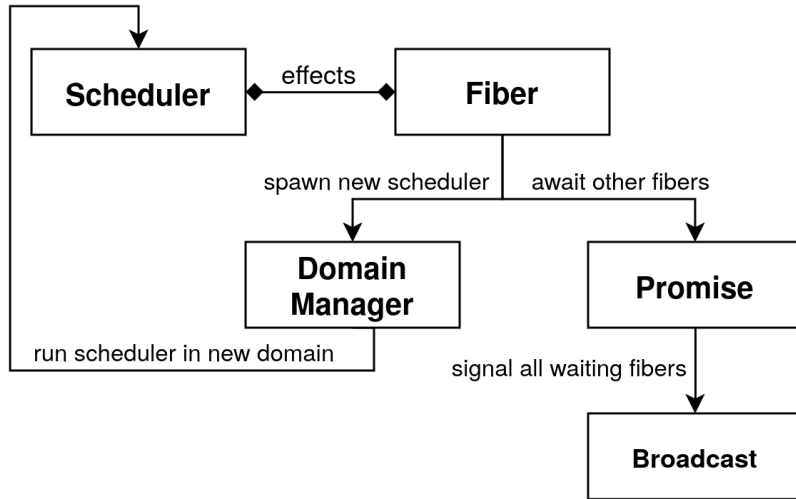 effects
Scheduler
Fiber
spawn new scheduler
await other fibers
Domain
Manager
Promise
run scheduler in new domain
signal all waiting fibers
Broadcast